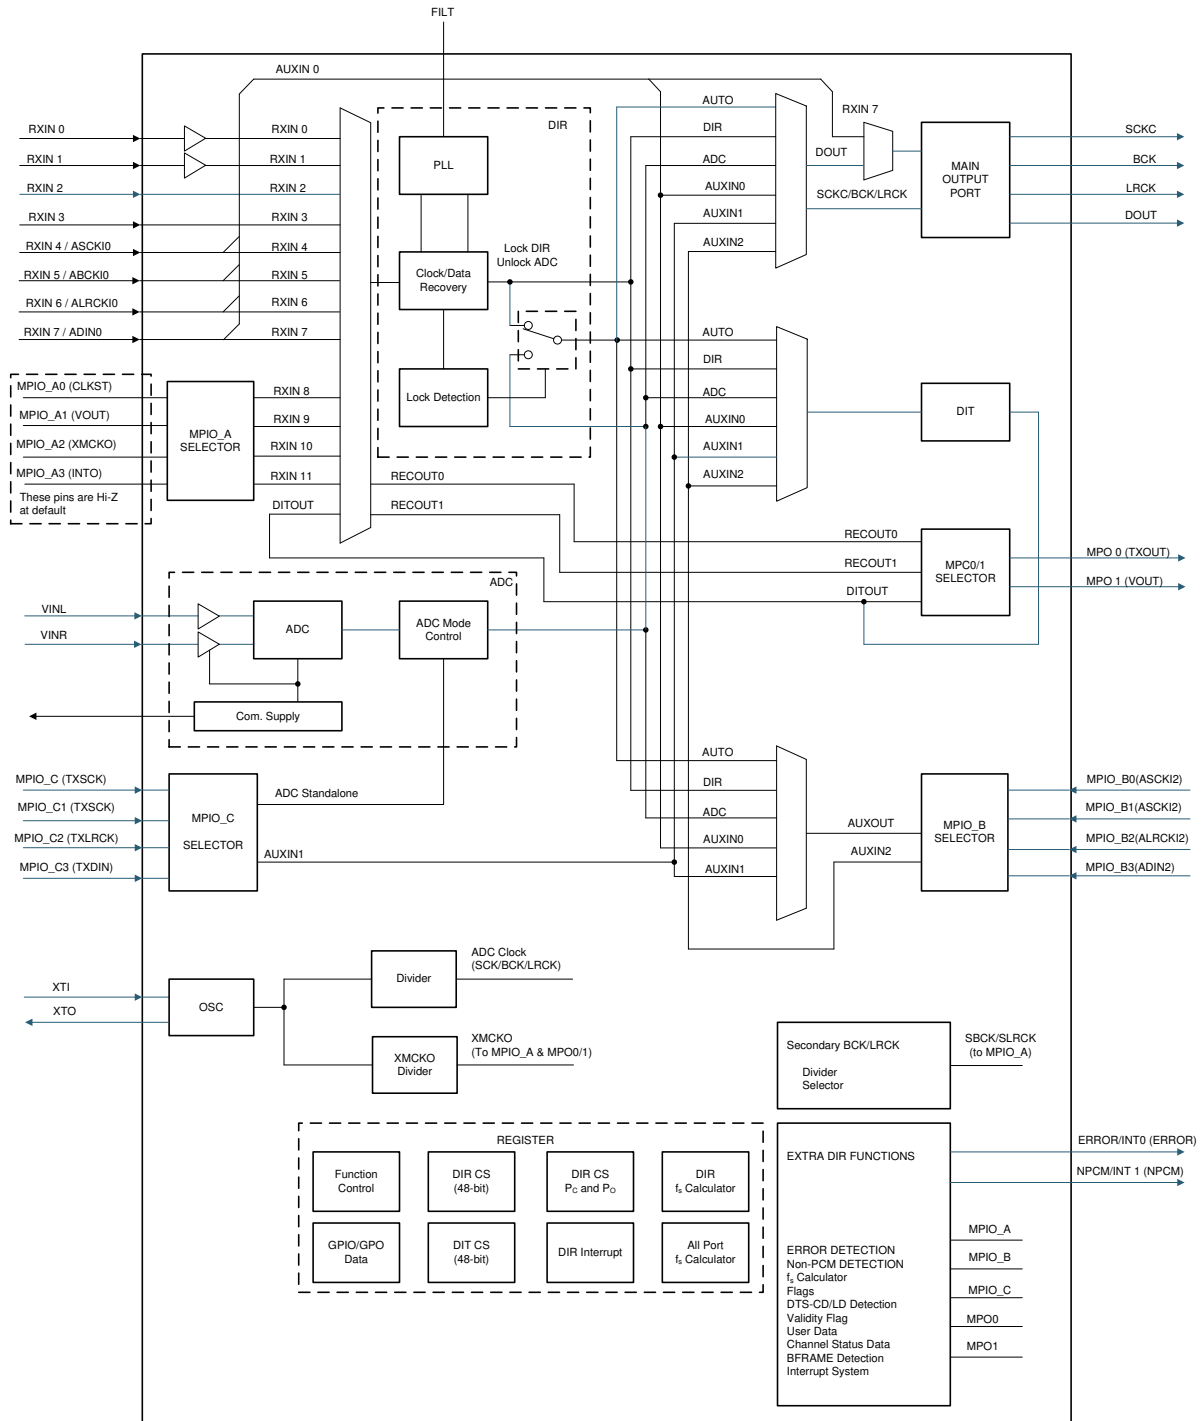 FILT
AUXIN 0
RXIN 0
RXIN 1
RXIN 2
RXIN 3
RXIN 4 / ASCKI0
RXIN 5 / ABCKI0
RXIN 6 / ALRCKI0
RXIN 7 / ADIN0
RXIN 0
RXIN 1
RXIN 2
RXIN 3
RXIN 4
RXIN 5
RXIN 6
RXIN 7
DIR
PLL
Clock/Data
Recovery
Lock DIR
Unlock ADC
Lock Detection
AUTO
DIR
ADC
AUXIN0
AUXIN1
AUXIN2
RXIN 7
DOUT
SCKC/BCK/LRCK
MAIN
OUTPUT
PORT
SCKC
BCK
LRCK
DOUT
MPIO_A0 (CLKST)
MPIO_A1 (VOUT)
MPIO_A2 (XMCKO)
MPIO_A3 (INTO)
These pins are Hi-Z
at default
MPIO_A
SELECTOR
RXIN 8
RXIN 9
RXIN 10
RXIN 11
DITOUT
RECOUT0
RECOUT1
AUTO
DIR
ADC
AUXIN0
AUXIN1
AUXIN2
DIT
RECOUT0
RECOUT1
DITOUT
MPC0/1
SELECTOR
MPO 0 (TXOUT)
MPO 1 (VOUT)
ADC
VINL
VINR
ADC
ADC Mode
Control
Com. Supply
MPIO_C (TXSCK)
MPIO_C1 (TXSCK)
MPIO_C2 (TXLRCK)
MPIO_C3 (TXDIN)
MPIO_C
SELECTOR
ADC Standalone
AUXIN1
AUTO
DIR
ADC
AUXIN0
AUXIN1
AUXOUT
AUXIN2
MPIO_B
SELECTOR
MPIO_B0(ASCKI2)
MPIO_B1(ASCKI2)
MPIO_B2(ALRCKI2)
MPIO_B3(ADIN2)
XTI
XTO
OSC
Divider
ADC Clock
(SCK/BCK/LRCK)
XMCKO
Divider
XMCKO
(To MPIO_A & MPO0/1)
Secondary BCK/LRCK
Divider
Selector
SBCK/SLRCK
(to MPIO_A)
REGISTER
Function
Control
DIR CS
(48-bit)
DIR CS
PC and PO
DIR
fs Calculator
GPIO/GPO
Data
DIT CS
(48-bit)
DIR Interrupt
All Port
fs Calculator
EXTRA DIR FUNCTIONS
ERROR DETECTION
Non-PCM DETECTION
fs Calculator
Flags
DTS-CD/LD Detection
Validity Flag
User Data
Channel Status Data
BFRAME Detection
Interrupt System
ERROR/INT0 (ERROR)
NPCM/INT 1 (NPCM)
MPIO_A
MPIO_B
MPIO_C
MPO0
MPO1